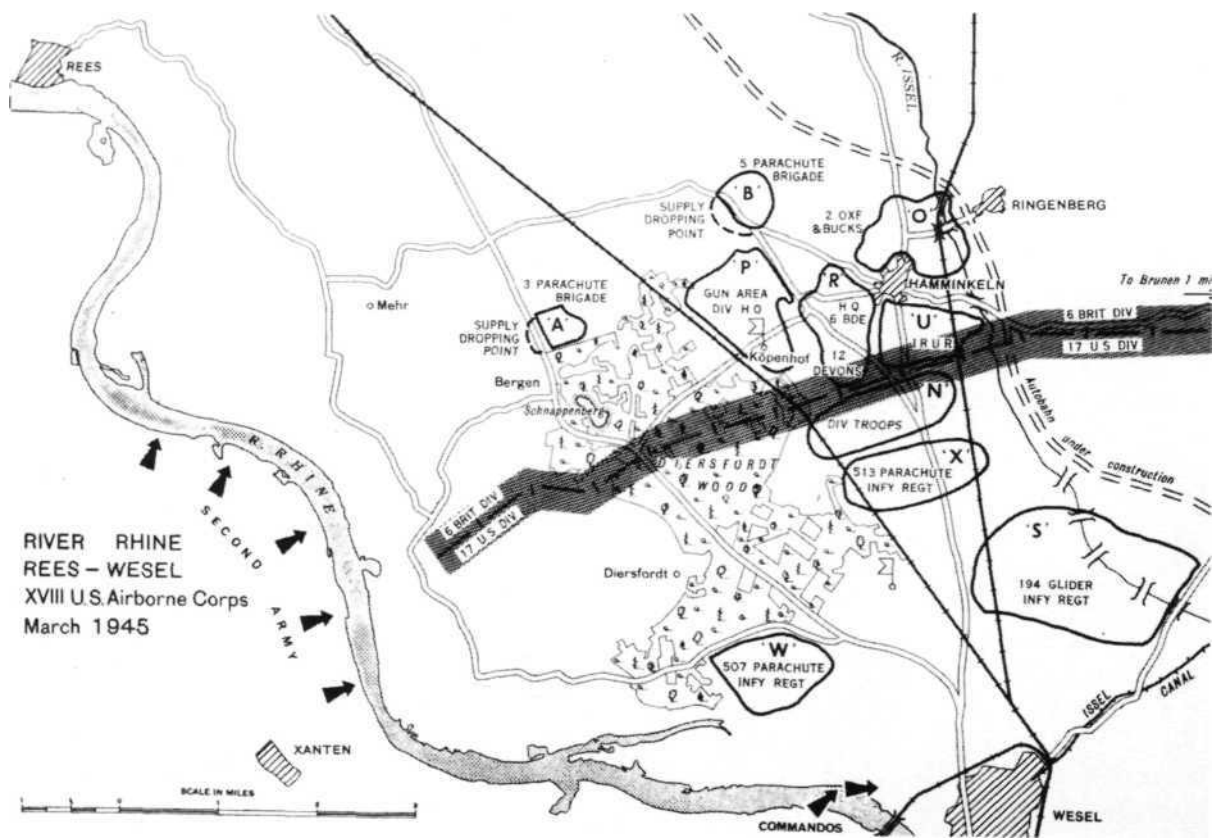 REES
R. ISSEL
5 PARACHUTE
BRIGADE
'B'
SUPPLY
DROPPING
POINT
2 OXF
& BUCKS
'O'
RINGENBERG
'P'
GUN AREA
DIV H Q
'R'
H Q
6 BDE
HAMMINKELN
To Brunen 1 mi
Mehr
3 PARACHUTE
BRIGADE
'A'
SUPPLY
DROPPING
POINT
'U'
I R U R
6 BRIT DIV
17 U S DIV
Köpenhof
12
DEVONS
Bergen
Schnappenberg
'N'
DIV TROOPS
Autobahn
under
construction
DIERSFORDT
WOOD
'X'
513 PARACHUTE
INFY REGT
R. RHINE
6 BRIT DIV
17 U.S DIV
SECOND
ARMY
RIVER RHINE
REES – WESEL
XVIII U.S. Airborne Corps
March 1945
Diersfordt
'S'
194 GLIDER
INFY REGT
'W'
507 PARACHUTE
INFY REGT
ISSEL
CANAL
XANTEN
SCALE IN MILES
COMMANDOS
WESEL